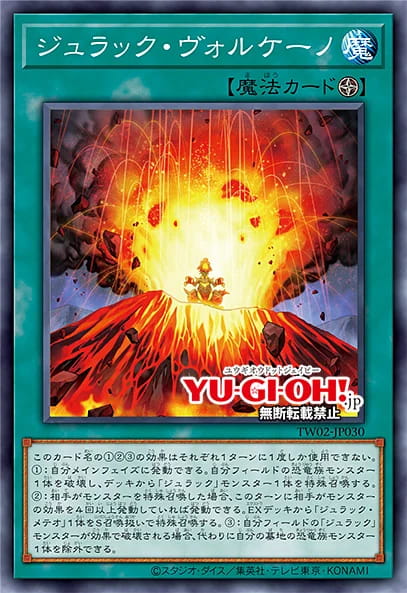 ジュラック・ヴォルケーノ
魔
【魔法カード】
ユウギオウドットジェイピー
YU-GI-OH!.jp
無断転載禁止
TW02-JP030
このカード名の①②③の効果はそれぞれ1ターンに1度しか使用できない。
①：自分メインフェイズに発動できる。自分フィールドの恐竜族モンスター
1体を破壊し、デッキから「ジュラック」モンスター1体を特殊召喚する。
②：相手がモンスターを特殊召喚した場合、このターンに相手がモンスター
の効果を4回以上発動していれば発動できる。EXデッキから「ジュラック・
メテオ」1体をS召喚扱いで特殊召喚する。③：自分フィールドの「ジュラック」
モンスターが効果で破壊される場合、代わりに自分の墓地の恐竜族モンスター
1体を除外できる。
©スタジオ・ダイス／集英社・テレビ東京・KONAMI